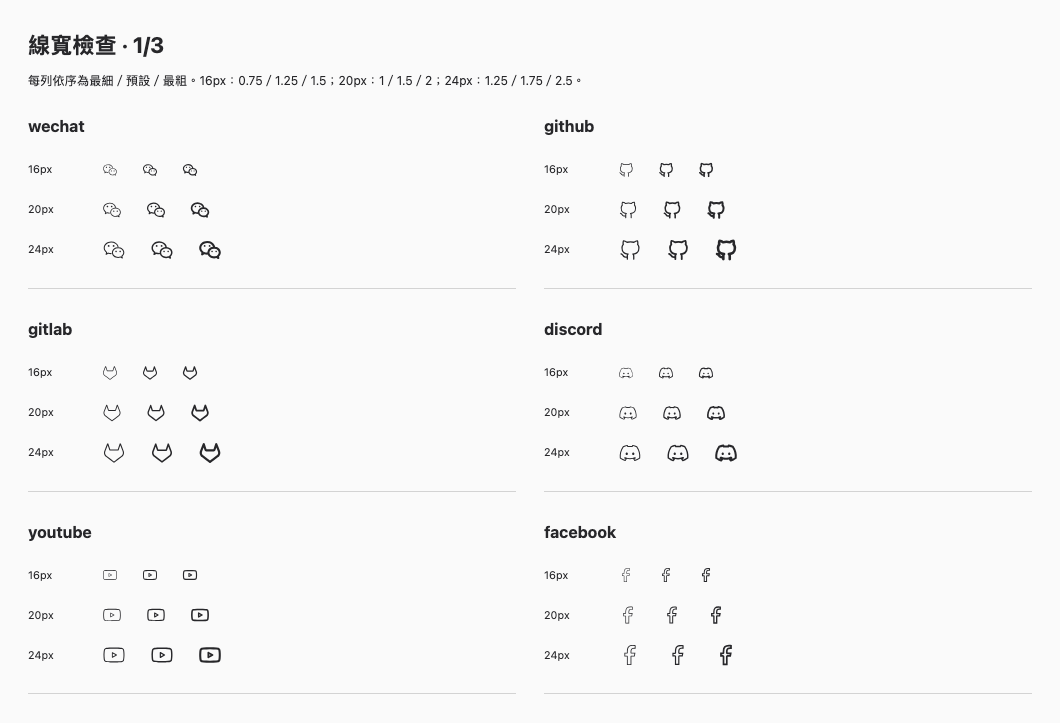 線寬檢查 · 1/3
每列依序為最細 / 預設 / 最粗。16px：0.75 / 1.25 / 1.5；20px：1 / 1.5 / 2；24px：1.25 / 1.75 / 2.5。
wechat
16px
20px
24px
github
16px
20px
24px
gitlab
16px
20px
24px
discord
16px
20px
24px
youtube
16px
20px
24px
facebook
16px
20px
24px